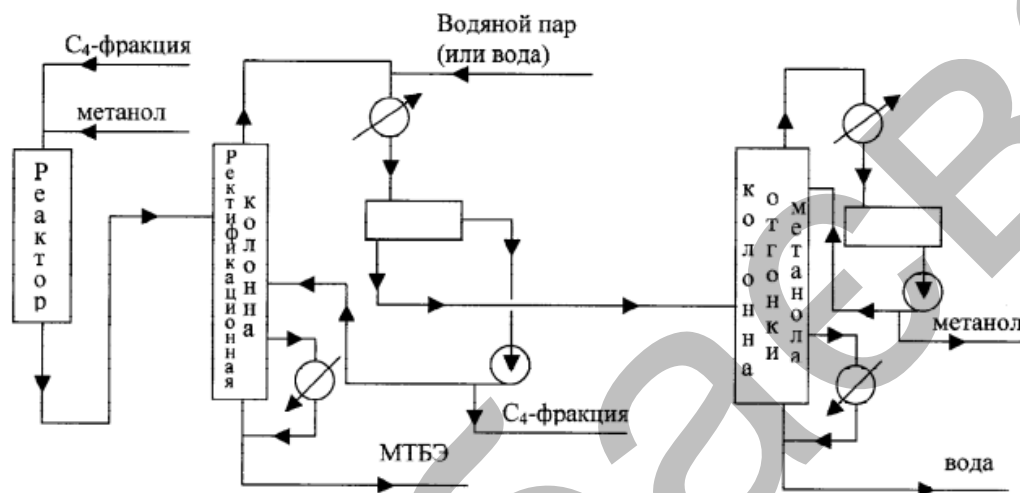 С₄-фракция
метанол
Реактор
Водяной пар
(или вода)
Ректификационная
колонна
С₄-фракция
МТБЭ
колонна
отгонки
метанола
метанол
вода